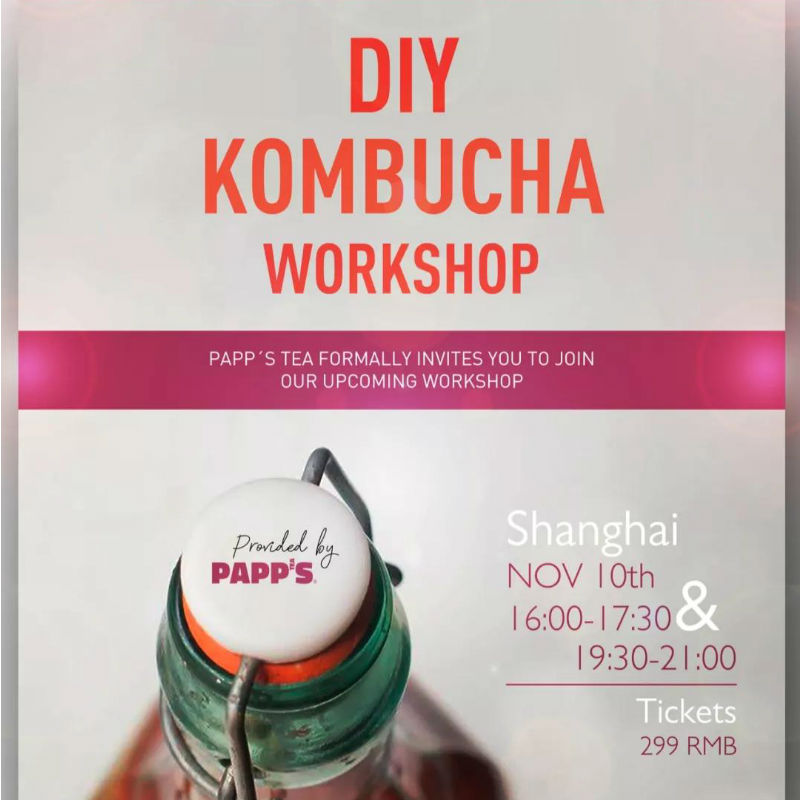 DIY
KOMBUCHA
WORKSHOP
PAPP´S TEA FORMALLY INVITES YOU TO JOIN
OUR UPCOMING WORKSHOP
Provided by
PAPP'S TEA
Shanghai
NOV 10th
16:00-17:30 &
19:30-21:00
Tickets
299 RMB